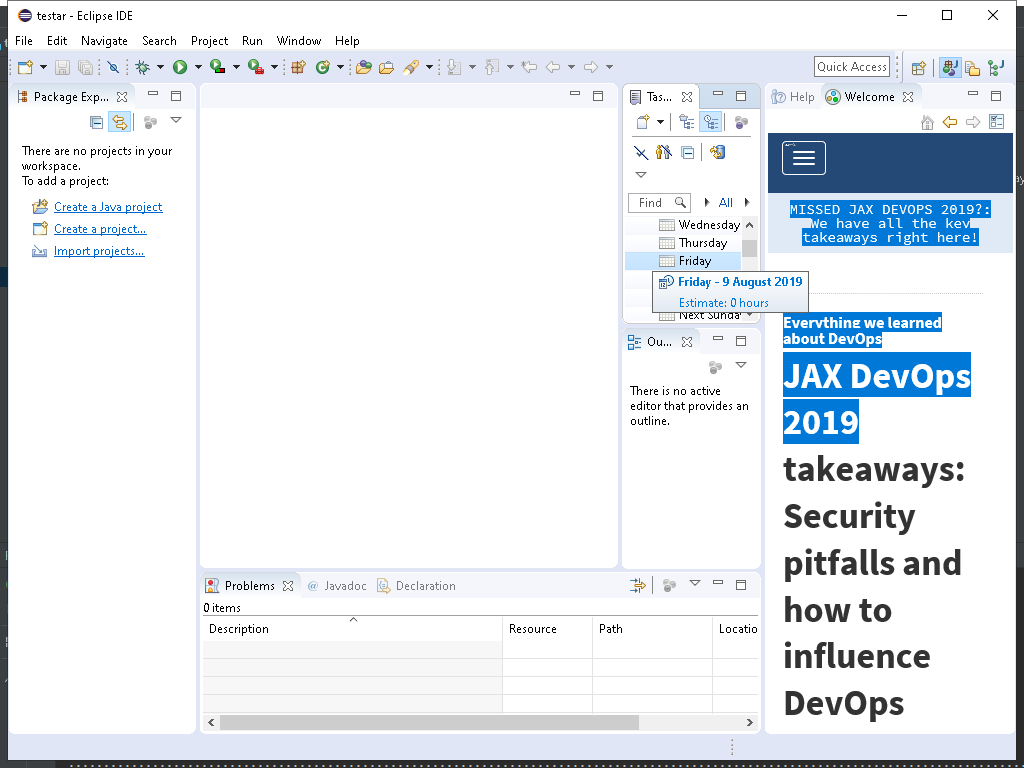 testar - Eclipse IDE
File Edit Navigate Search Project Run Window Help
Quick Access
Package Exp...
There are no projects in your
workspace.
To add a project:
Create a Java project
Create a project...
Import projects...
Tas...
Find
All
Wednesday
Thursday
Friday
Friday - 9 August 2019
Estimate: 0 hours
Next Sunda
Ou...
There is no active
editor that provides an
outline.
Problems
@ Javadoc
Declaration
0 items
Description Resource Path Locatio
Help
Welcome
MISSED JAX DEVOPS 2019?:
We have all the key
takeaways right here!
Everything we learned
about DevOps
JAX DevOps
2019
takeaways:
Security
pitfalls and
how to
influence
DevOps